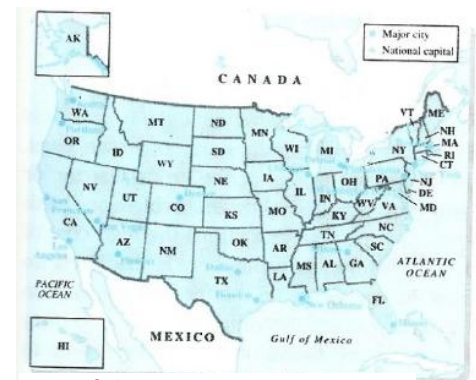 AK
Major city
National capital
CANADA
WA
MT
ND
MN
VT
ME
OR
ID
SD
WI
MI
NY
NH
MA
WY
RI
CT
NV
NE
IA
PA
NJ
UT
CO
IL
IN
OH
DE
CA
KS
MO
WV
VA
MD
KY
AZ
NM
OK
AR
TN
NC
SC
TX
LA
MS
AL
GA
ATLANTIC
OCEAN
PACIFIC
OCEAN
FL
HI
MEXICO
Gulf of Mexico